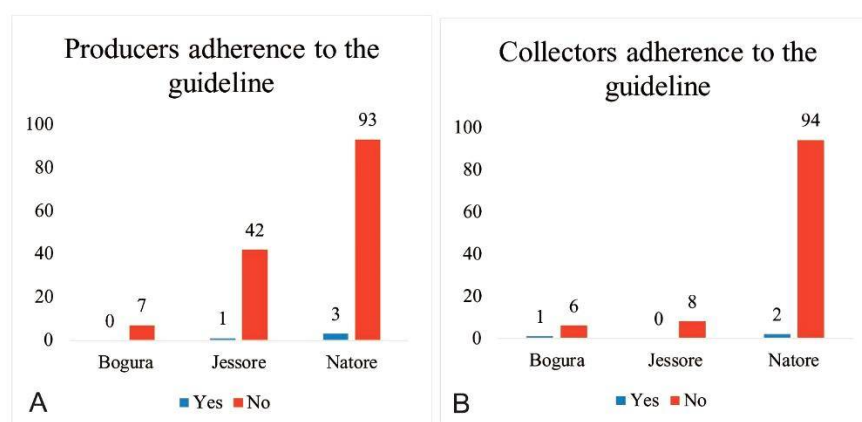 Producers adherence to the
guideline
100
80
60
40
20
0
0
7
1
42
3
93
Bogura
Jessore
Natore
Yes
No
A
Collectors adherence to the
guideline
100
80
60
40
20
0
1
6
0
8
2
94
Bogura
Jessore
Natore
Yes
No
B